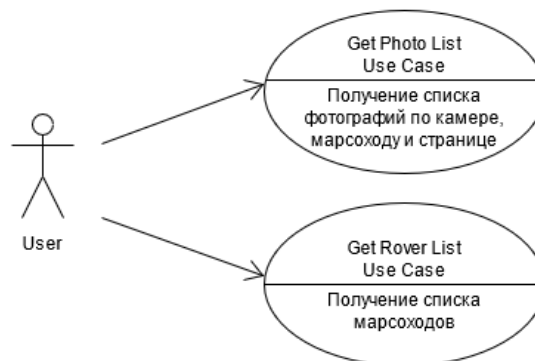 Get Photo List
Use Case
Получение списка
фотографий по камере,
марсоходу и странице
User
Get Rover List
Use Case
Получение списка
марсоходов